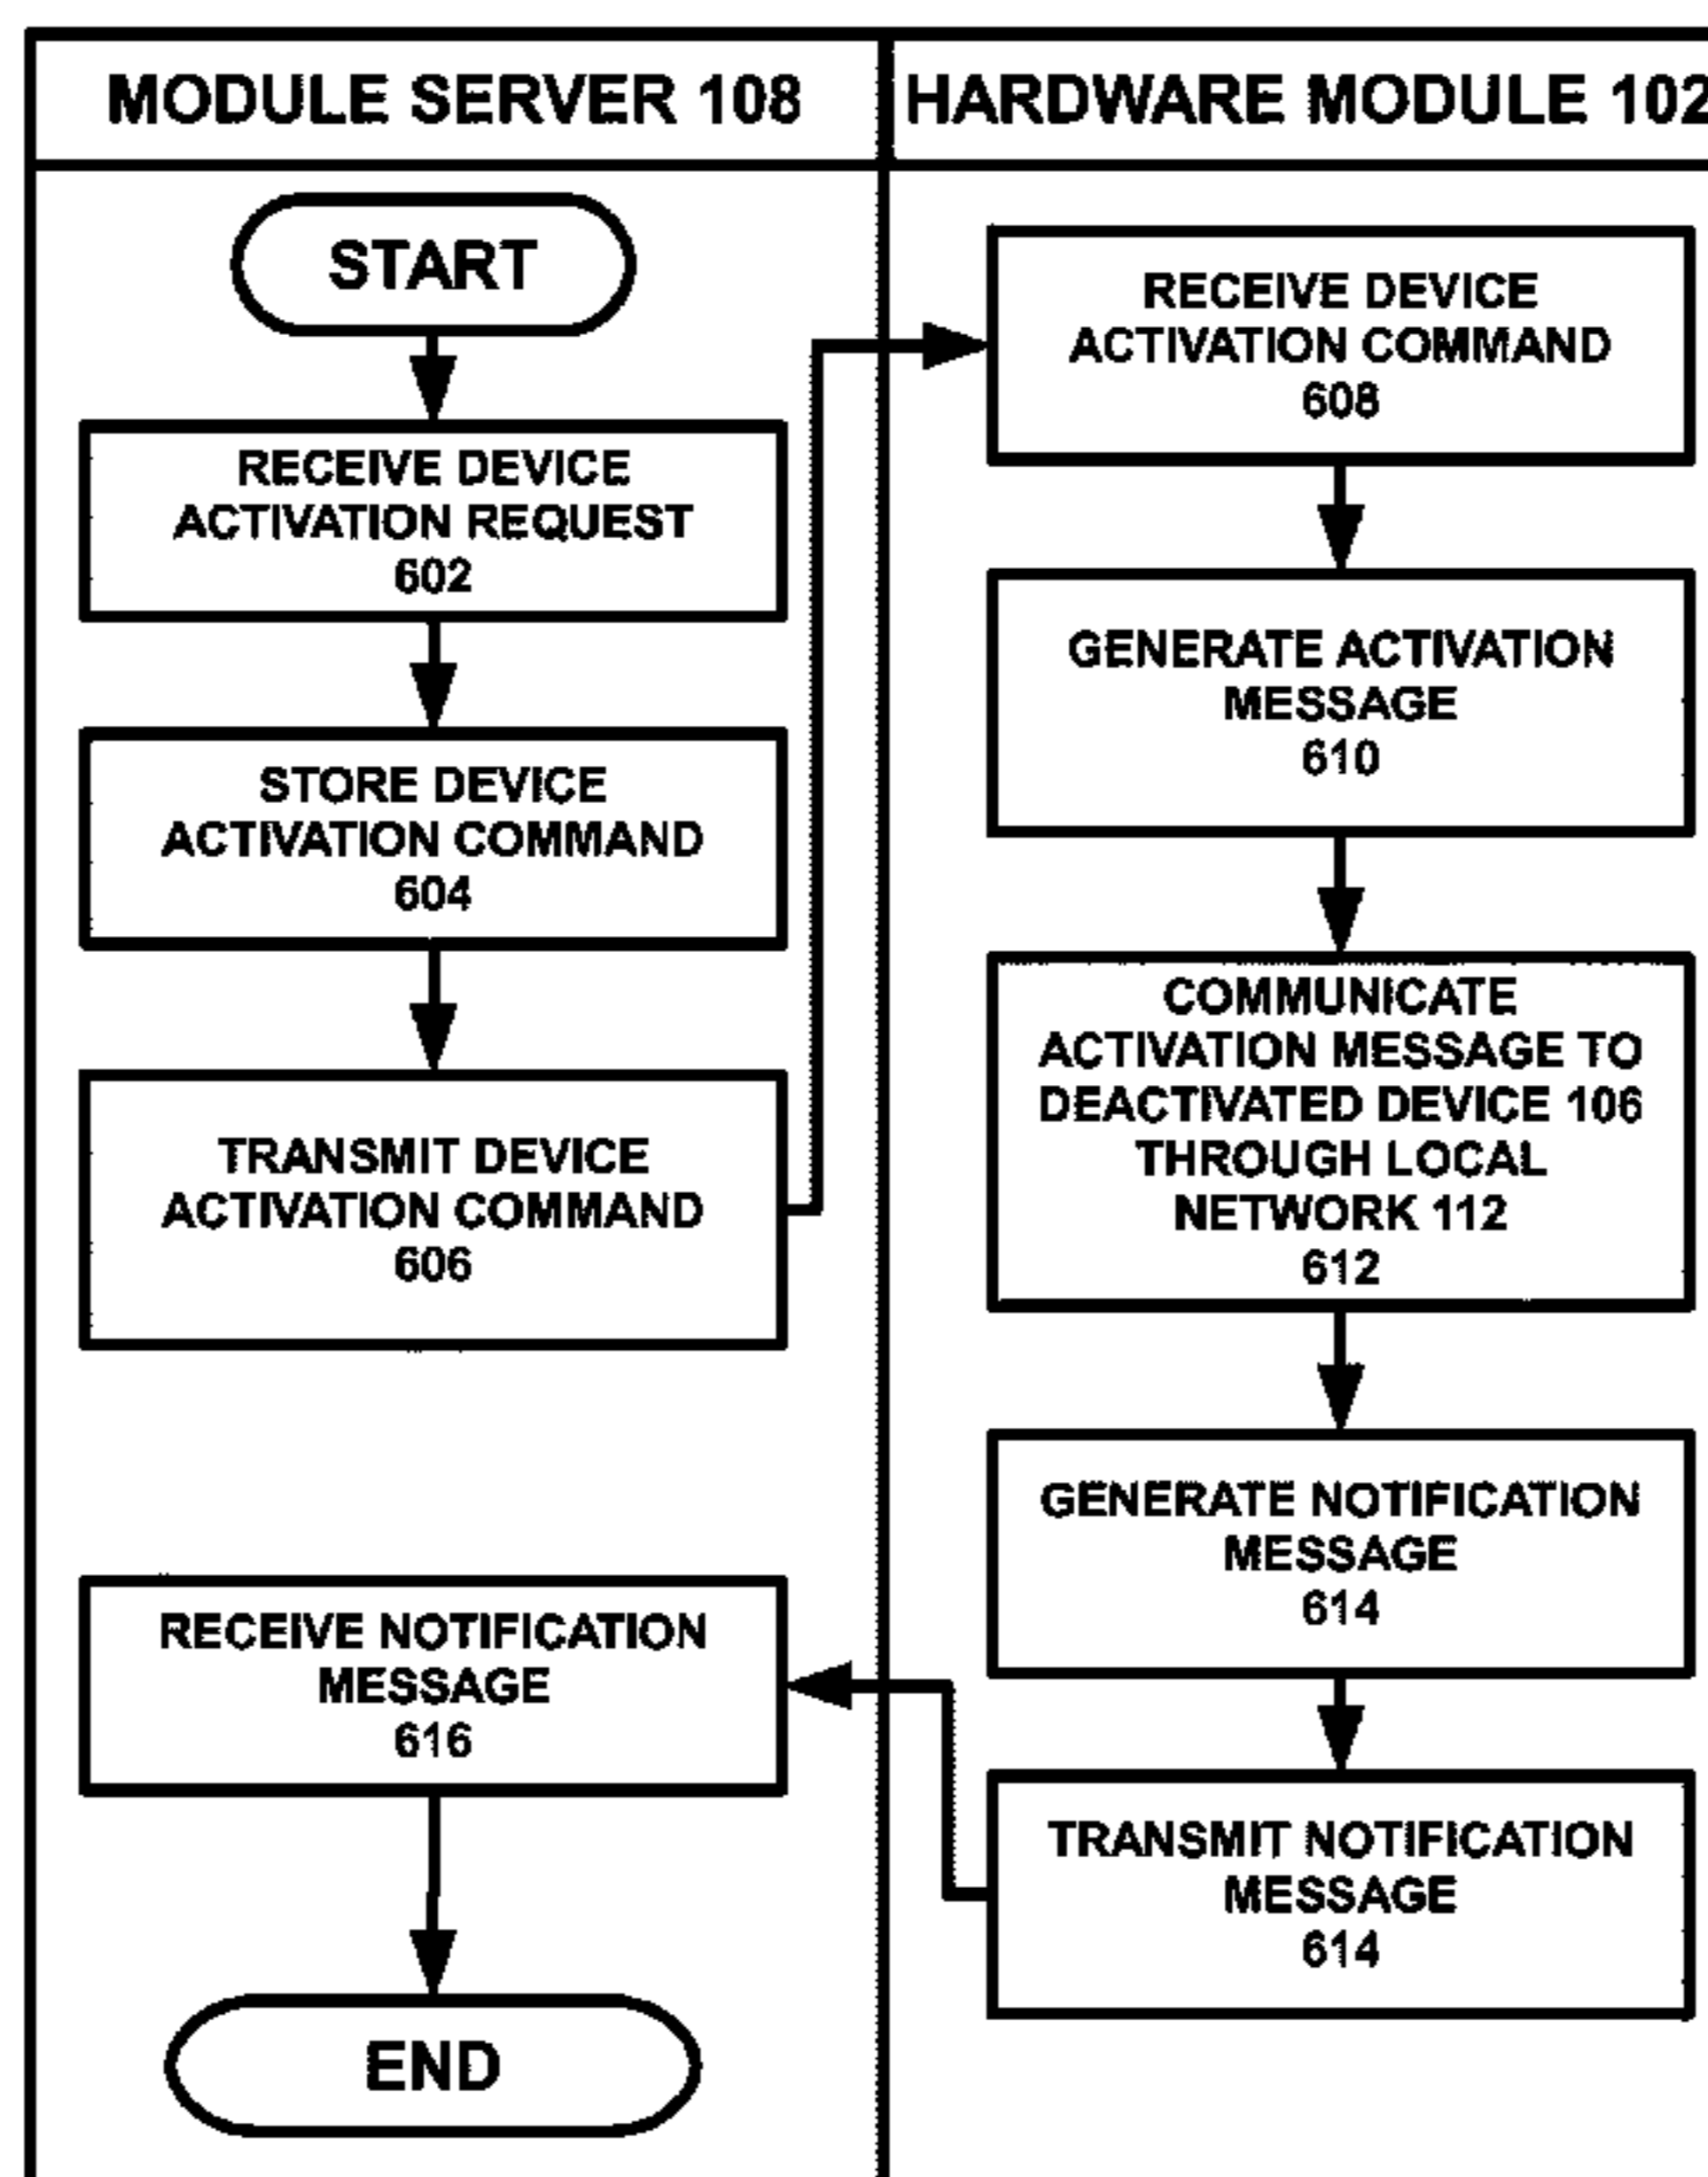 MODULE SERVER 108
HARDWARE MODULE 102
START
RECEIVE DEVICE
ACTIVATION REQUEST
602
STORE DEVICE
ACTIVATION COMMAND
604
TRANSMIT DEVICE
ACTIVATION COMMAND
606
RECEIVE DEVICE
ACTIVATION COMMAND
608
GENERATE ACTIVATION
MESSAGE
610
COMMUNICATE
ACTIVATION MESSAGE TO
DEACTIVATED DEVICE 106
THROUGH LOCAL
NETWORK 112
612
GENERATE NOTIFICATION
MESSAGE
614
TRANSMIT NOTIFICATION
MESSAGE
614
RECEIVE NOTIFICATION
MESSAGE
616
END